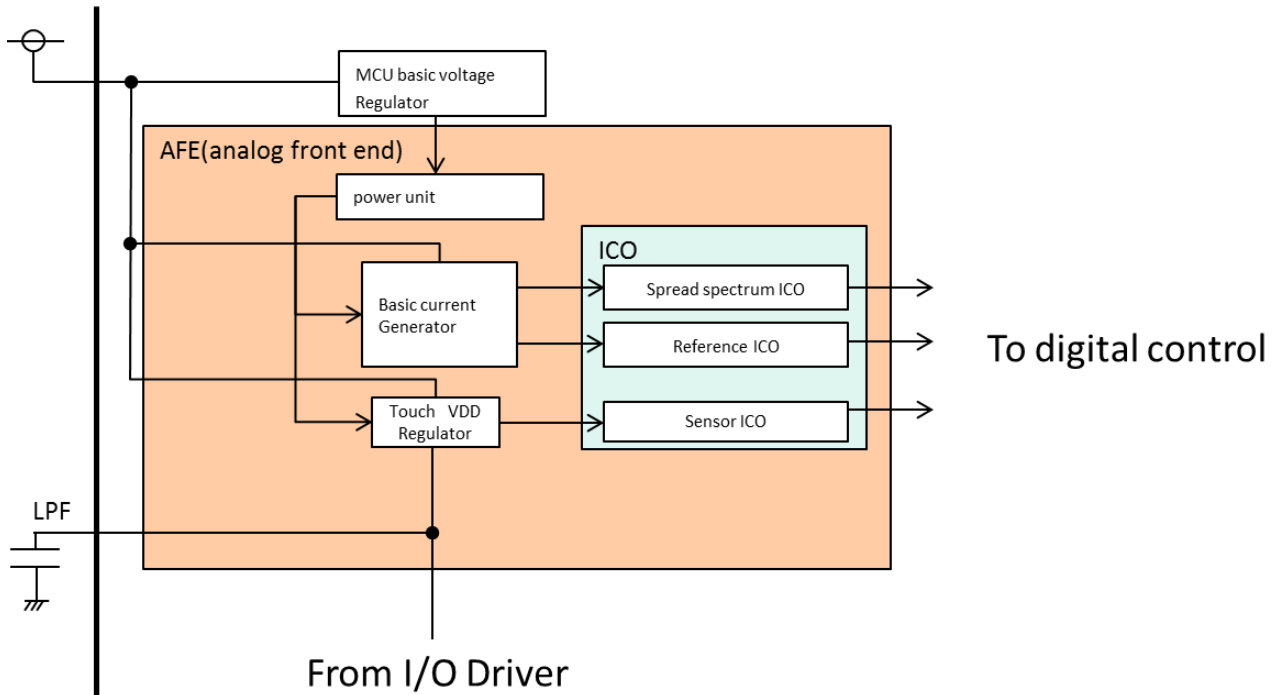 MCU basic voltage
Regulator
AFE(analog front end)
power unit
ICO
Basic current
Generator
Spread spectrum ICO
Reference ICO
To digital control
Touch VDD
Regulator
Sensor ICO
LPF
From I/O Driver